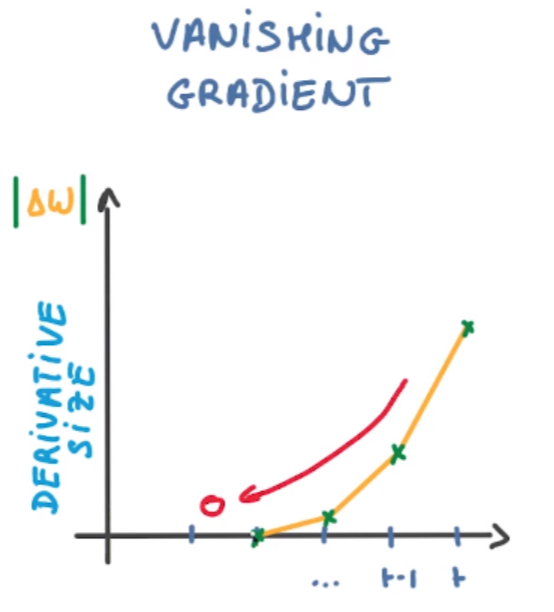 VANISHING
GRADIENT
|ΔW|
DERIVATIVE
SIZE
0
... t-1 t